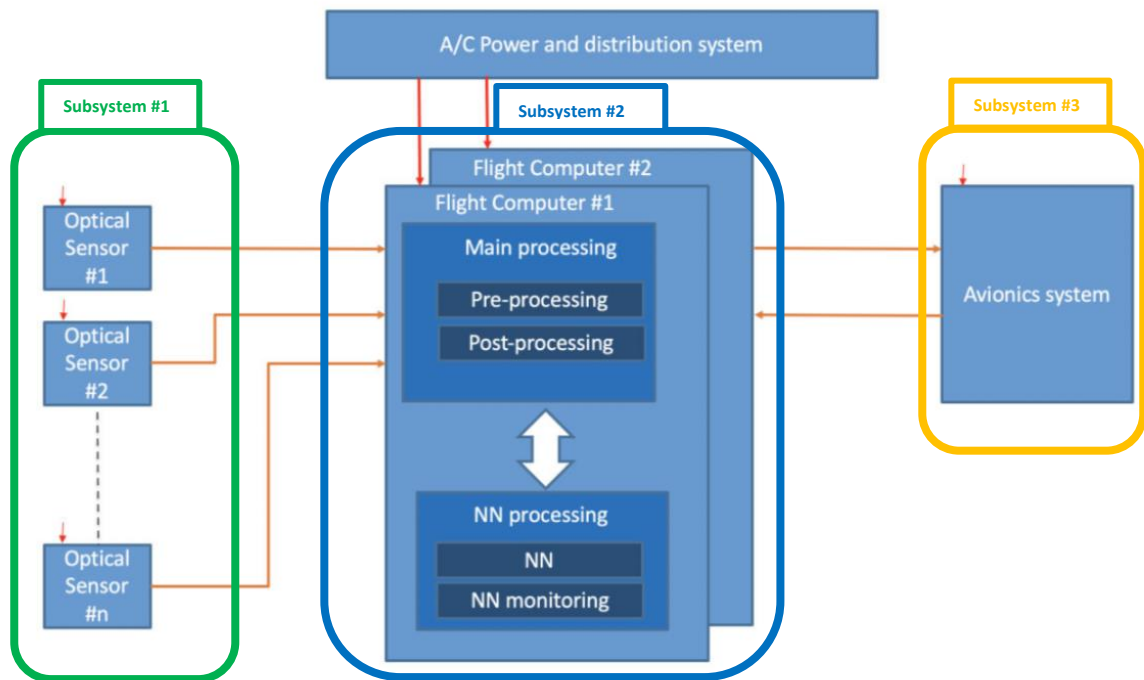 A/C Power and distribution system
Subsystem #1
Subsystem #2
Subsystem #3
Optical
Sensor
#1
Optical
Sensor
#2
Optical
Sensor
#n
Flight Computer #2
Flight Computer #1
Main processing
Pre-processing
Post-processing
NN processing
NN
NN monitoring
Avionics system